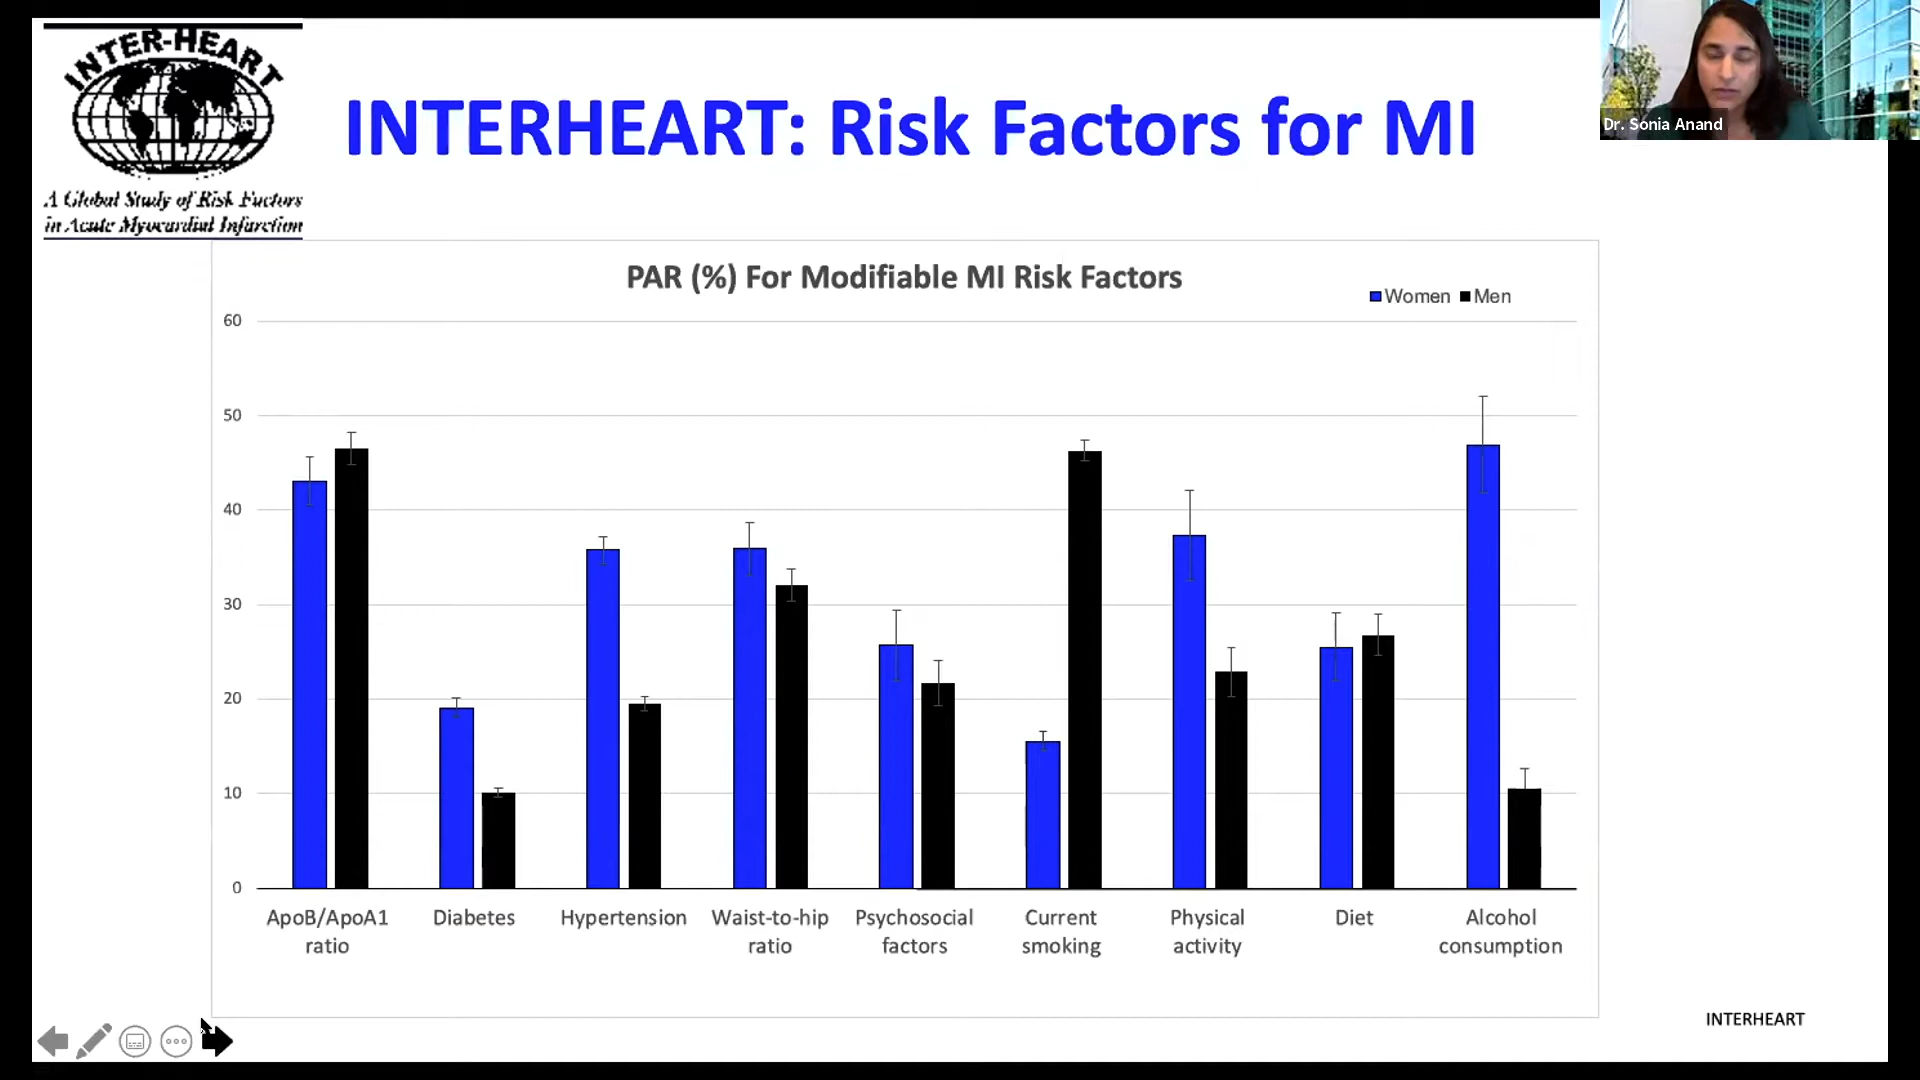 INTER-HEART
A Global Study of Risk Factors
in Acute Myocardial Infarction
INTERHEART: Risk Factors for MI
Dr. Sonia Anand
PAR (%) For Modifiable MI Risk Factors
Women Men
60
50
40
30
20
10
0
ApoB/ApoA1
ratio
Diabetes
Hypertension
Waist-to-hip
ratio
Psychosocial
factors
Current
smoking
Physical
activity
Diet
Alcohol
consumption
INTERHEART